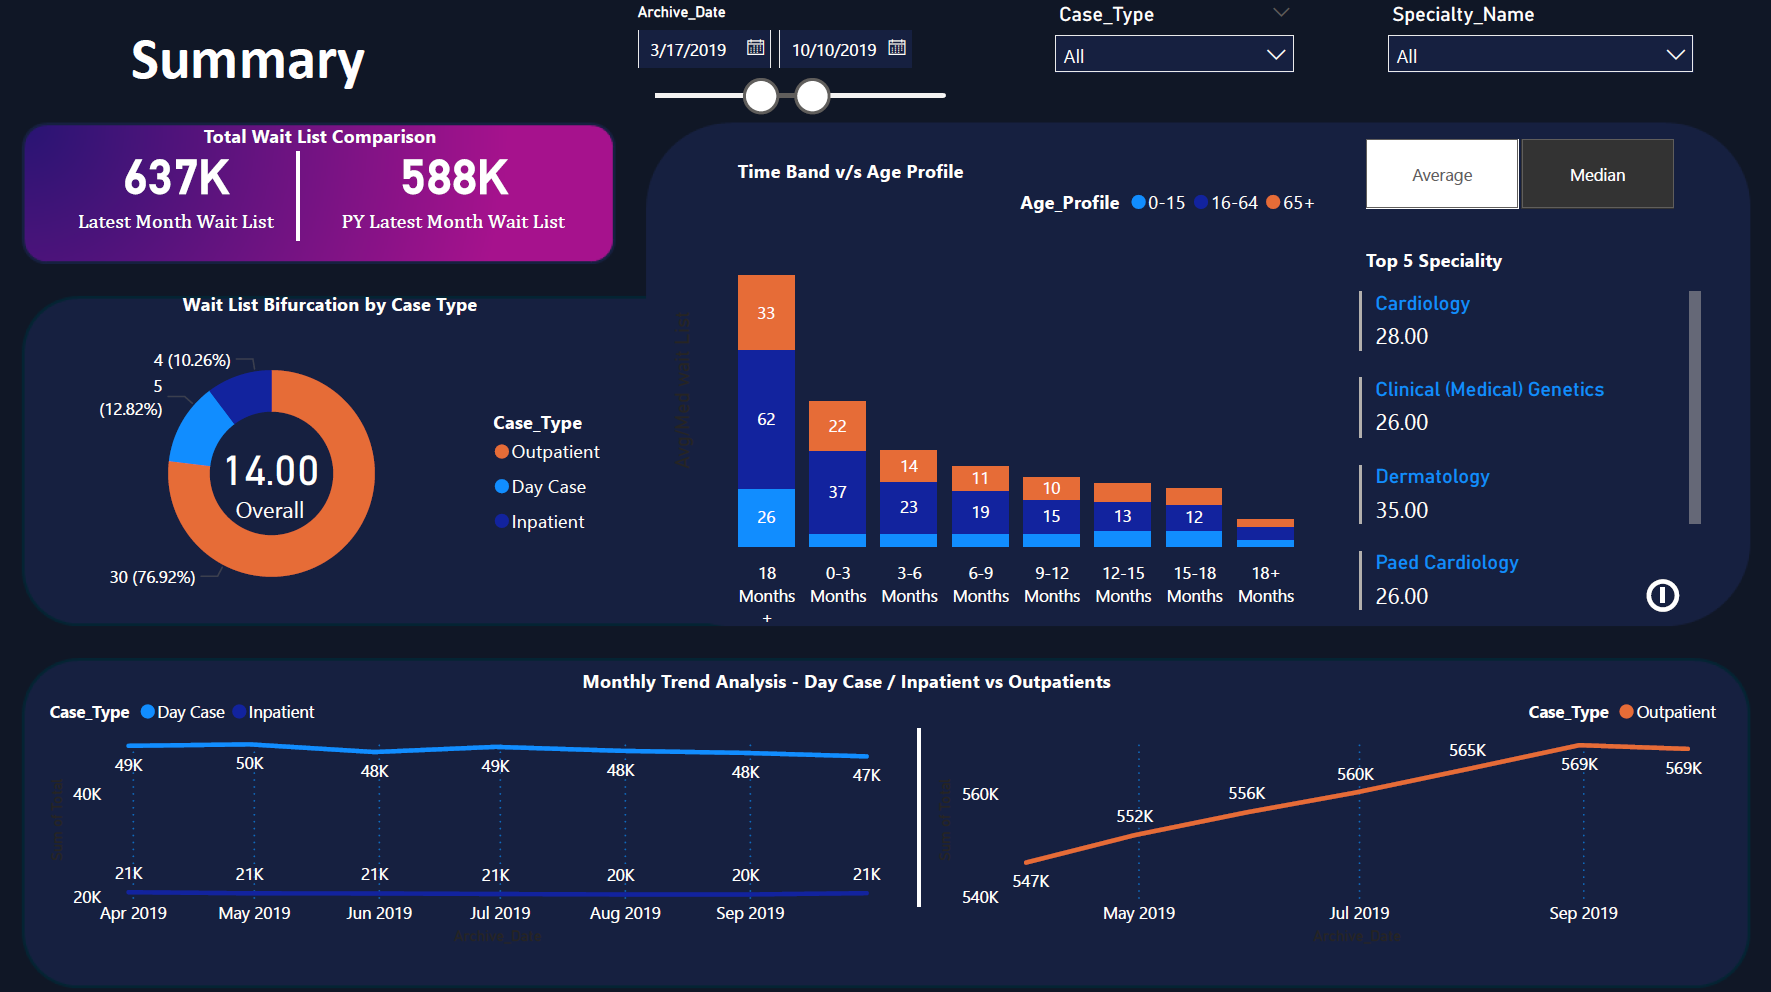 Summary
Archive_Date
3/17/2019
10/10/2019
Case_Type
All
Specialty_Name
All
Total Wait List Comparison
637K
Latest Month Wait List
588K
PY Latest Month Wait List
Time Band v/s Age Profile
Age_Profile 0-15 16-64 65+
Avg/Med Wait List
33
62
26
22
37
14
23
11
19
10
15
13
12
18 Months +
0-3 Months
3-6 Months
6-9 Months
9-12 Months
12-15 Months
15-18 Months
18+ Months
Average
Median
Top 5 Speciality
Cardiology
28.00
Clinical (Medical) Genetics
26.00
Dermatology
35.00
Paed Cardiology
26.00
Wait List Bifurcation by Case Type
4 (10.26%)
5 (12.82%)
30 (76.92%)
14.00
Overall
Case_Type
Outpatient
Day Case
Inpatient
Monthly Trend Analysis - Day Case / Inpatient vs Outpatients
Case_Type Day Case Inpatient
49K 50K 48K 49K 48K 48K 47K
40K
21K 21K 21K 21K 20K 20K 21K
20K
Apr 2019 May 2019 Jun 2019 Jul 2019 Aug 2019 Sep 2019
Archive_Date
Case_Type Outpatient
560K
547K 552K 556K 560K 565K 569K 569K
540K
May 2019 Jul 2019 Sep 2019
Archive_Date